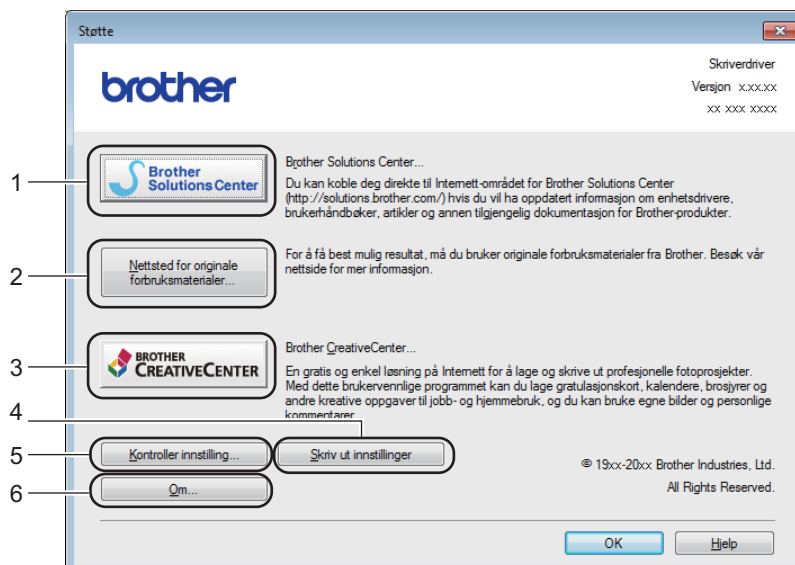 Støtte
brother
Skriverdriver
Versjon x.xx.xx
xx xxx xxxx
1
Brother
Solutions Center
Brother Solutions Center...
Du kan koble deg direkte til Internett-området for Brother Solutions Center
(http://solutions.brother.com/) hvis du vil ha oppdatert informasjon om enhetsdrivere,
brukerhåndbøker, artikler og annen tilgjengelig dokumentasjon for Brother-produkter.
2
Nettsted for originale
forbruksmaterialer...
For å få best mulig resultat, må du bruker originale forbruksmaterialer fra Brother. Besøk vår
nettside for mer informasjon.
3
BROTHER
CREATIVECENTER
Brother CreativeCenter...
En gratis og enkel løsning på Internett for å lage og skrive ut profesjonelle fotoprosjekter.
Med dette brukervennlige programmet kan du lage gratulasjonskort, kalendere, brosjyrer og
andre kreative oppgaver til jobb- og hjemmebruk, og du kan bruke egne bilder og personlige
kommentarer.
4
5
Kontroller innstilling...
Skriv ut innstillinger
6
Om...
© 19xx-20xx Brother Industries, Ltd.
All Rights Reserved.
OK
Hjelp